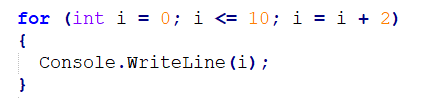 for (int i = 0; i <= 10; i = i + 2)
{
  Console.WriteLine(i);
}